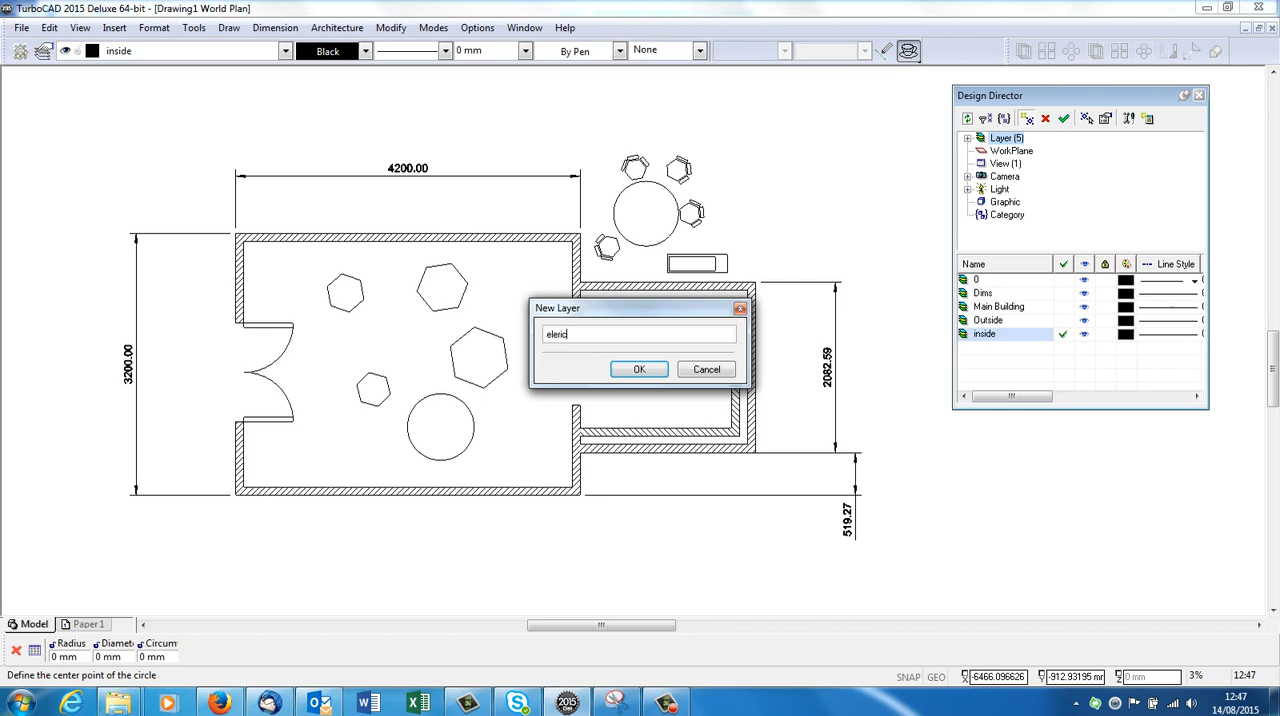 TurboCAD 2015 Deluxe 64-bit - [Drawing1 World Plan]
File Edit View Insert Format Tools Draw Dimension Architecture Modify Modes Options Window Help
inside Black 0 mm By Pen None
Design Director
Layer (5)
WorkPlane
View (1)
Camera
Light
Graphic
Category
Name Line Style
0
Dims
Main Building
Outside
inside
4200.00
3200.00
2082.59
519.27
New Layer
eleric
OK Cancel
Model Paper 1
Radius Diamete Circum
0 mm 0 mm 0 mm
Define the center point of the circle
SNAP GEO -6466.096626 -912.93195 mr 0 mm 3% 12:47
12:47
14/08/2015